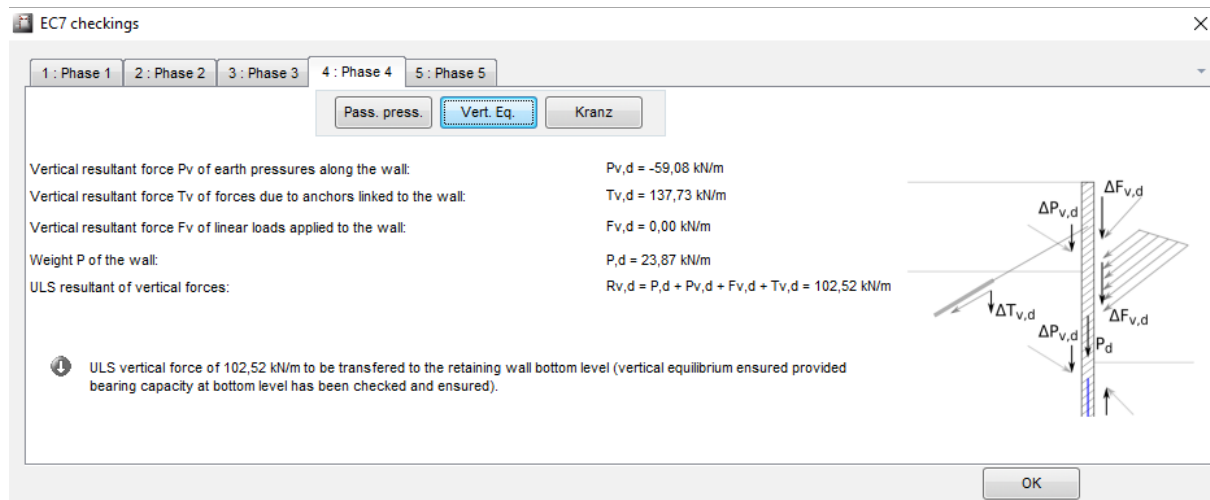 EC7 checkings
1 : Phase 1 2 : Phase 2 3 : Phase 3 4 : Phase 4 5 : Phase 5
Pass. press. Vert. Eq. Kranz
Vertical resultant force Pv of earth pressures along the wall: Pv,d = -59,08 kN/m
Vertical resultant force Tv of forces due to anchors linked to the wall: Tv,d = 137,73 kN/m
Vertical resultant force Fv of linear loads applied to the wall: Fv,d = 0,00 kN/m
Weight P of the wall: P,d = 23,87 kN/m
ULS resultant of vertical forces: Rv,d = P,d + Pv,d + Fv,d + Tv,d = 102,52 kN/m
ULS vertical force of 102,52 kN/m to be transfered to the retaining wall bottom level (vertical equilibrium ensured provided
bearing capacity at bottom level has been checked and ensured).
ΔFv,d
ΔPv,d
ΔTv,d
ΔFv,d
ΔPv,d
Pd
OK